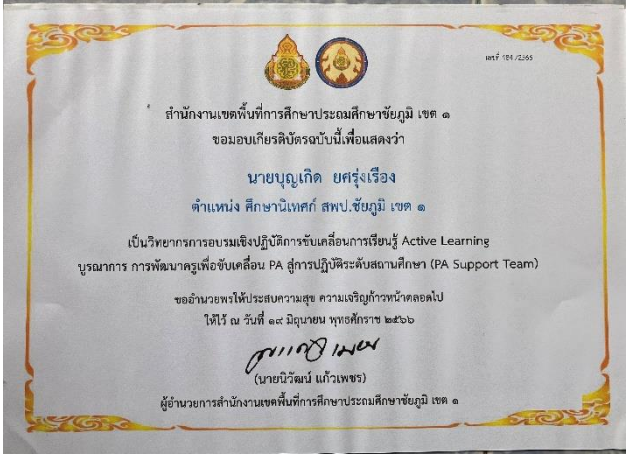 เลขที่ 184/2565
สำนักงานเขตพื้นที่การศึกษาประถมศึกษาชัยภูมิ เขต ๑
ขอมอบเกียรติบัตรฉบับนี้เพื่อแสดงว่า
นายบุญเกิด ยศรุ่งเรือง
ตำแหน่ง ศึกษานิเทศก์ สพป.ชัยภูมิ เขต ๑
เป็นวิทยากรการอบรมเชิงปฏิบัติการขับเคลื่อนการเรียนรู้ Active Learning
บูรณาการ การพัฒนาครูเพื่อขับเคลื่อน PA สู่การปฏิบัติระดับสถานศึกษา (PA Support Team)
ขออำนวยพรให้ประสบความสุข ความเจริญก้าวหน้าตลอดไป
ให้ไว้ ณ วันที่ ๑๙ มิถุนายน พุทธศักราช ๒๕๖๖
(นายนิวัฒน์ แก้วเพชร)
ผู้อำนวยการสำนักงานเขตพื้นที่การศึกษาประถมศึกษาชัยภูมิ เขต ๑